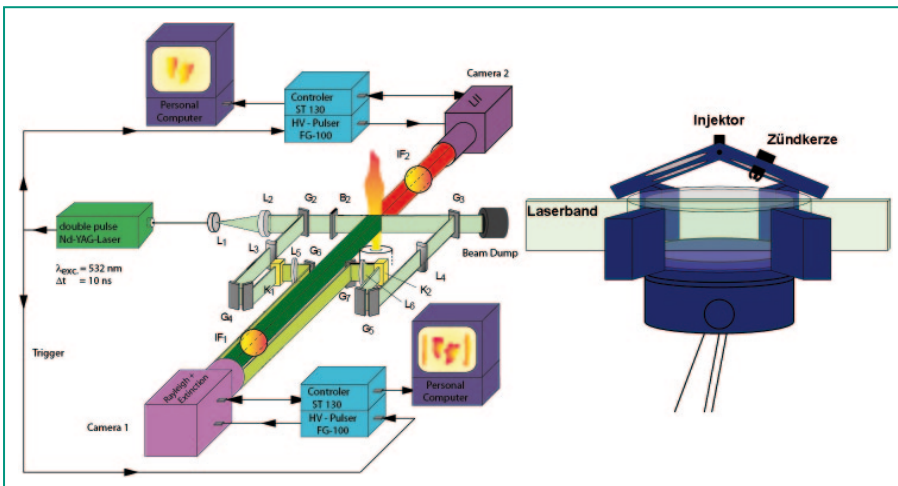 Camera 2
LII
Personal
Computer
Controler
ST 130
HV - Pulser
FG-100
IF2
double pulse
Nd-YAG-Laser
λexc. = 532 nm
Δt = 10 ns
L1
L2
G2
B2
G3
Beam Dump
L3
L5
G6
K1
G4
G7
K2
L4
L6
G5
IF1
Trigger
Rayleigh +
Extinction
Camera 1
Controler
ST 130
HV - Pulser
FG-100
Personal
Computer
Injektor
Zündkerze
Laserband